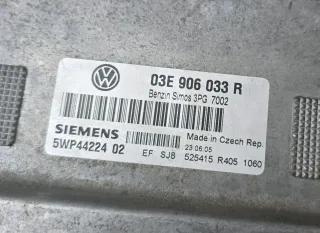 03E 906 033 R
Benzin Simos 3PG 7002
SIEMENS
Made in Czech Rep.
5WP44224 02
23.06.05
EF SJ8 525415 R405 1060